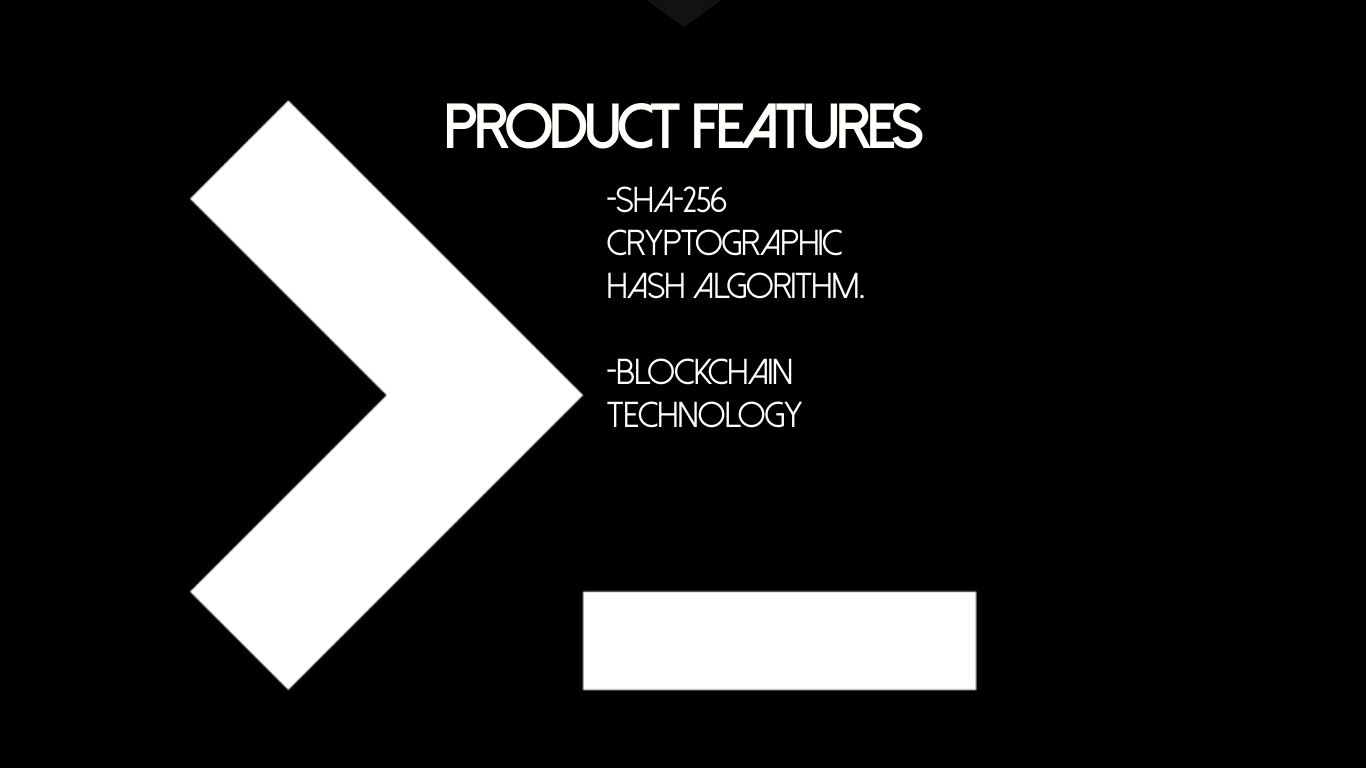 PRODUCT FEATURES
-SHA-256
CRYPTOGRAPHIC
HASH ALGORITHM.
-BLOCKCHAIN
TECHNOLOGY